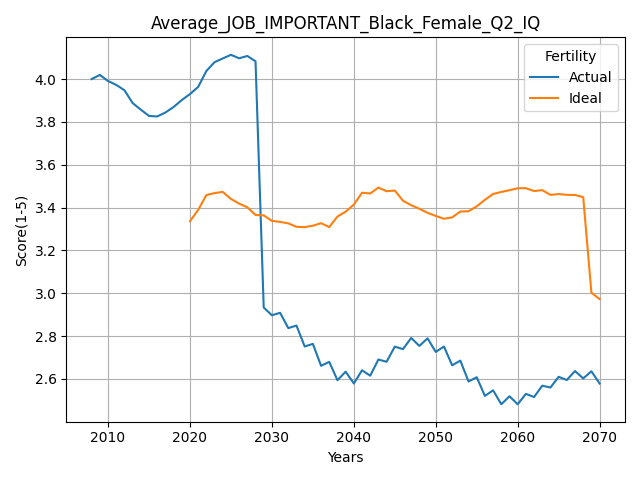 Average_JOB_IMPORTANT_Black_Female_Q2_IQ
Fertility
Actual
Ideal
Score(1-5)
4.0
3.8
3.6
3.4
3.2
3.0
2.8
2.6
2010
2020
2030
2040
2050
2060
2070
Years